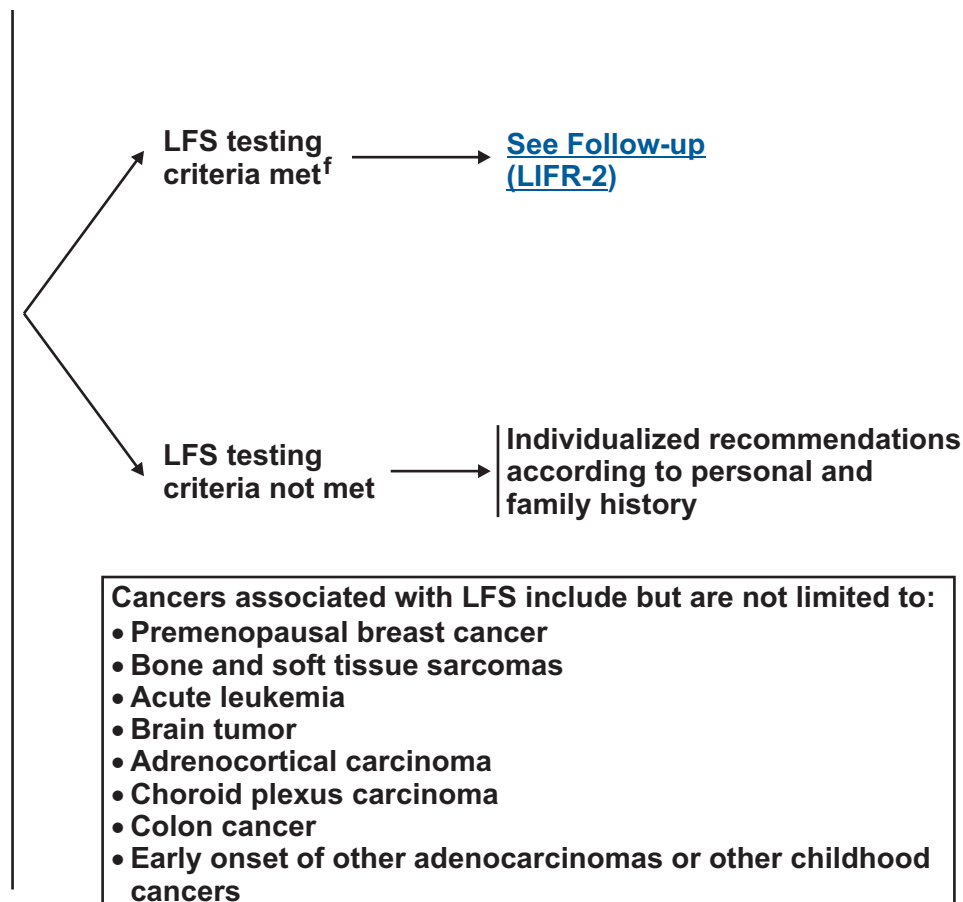 LFS testing
criteria metf
See Follow-up
(LIFR-2)
LFS testing
criteria not met
Individualized recommendations
according to personal and
family history
Cancers associated with LFS include but are not limited to:
• Premenopausal breast cancer
• Bone and soft tissue sarcomas
• Acute leukemia
• Brain tumor
• Adrenocortical carcinoma
• Choroid plexus carcinoma
• Colon cancer
• Early onset of other adenocarcinomas or other childhood
cancers